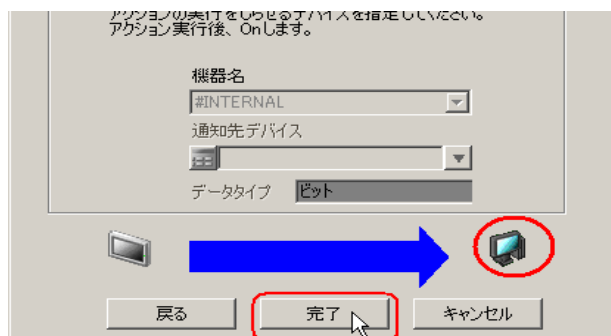 アクションの実行をしらせるデバイスを指定してください。
アクション実行後、Onします。
機器名
#INTERNAL
通知先デバイス
データタイプ ビット
戻る 完了 キャンセル